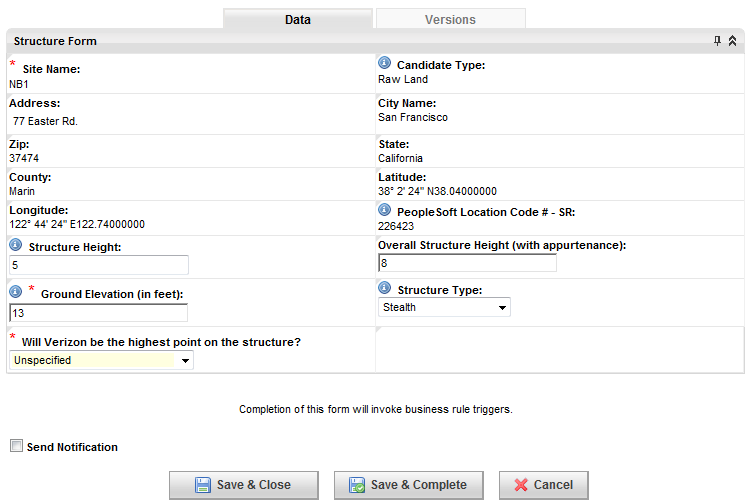 Data Versions
Structure Form
* Site Name:
NB1
Candidate Type:
Raw Land
Address:
77 Easter Rd.
City Name:
San Francisco
Zip:
37474
State:
California
County:
Marin
Latitude:
38° 2' 24" N38.04000000
Longitude:
122° 44' 24" E122.74000000
PeopleSoft Location Code # - SR:
226423
Structure Height:
5
Overall Structure Height (with appurtenance):
8
* Ground Elevation (in feet):
13
Structure Type:
Stealth
* Will Verizon be the highest point on the structure?
Unspecified
Completion of this form will invoke business rule triggers.
Send Notification
Save & Close Save & Complete Cancel